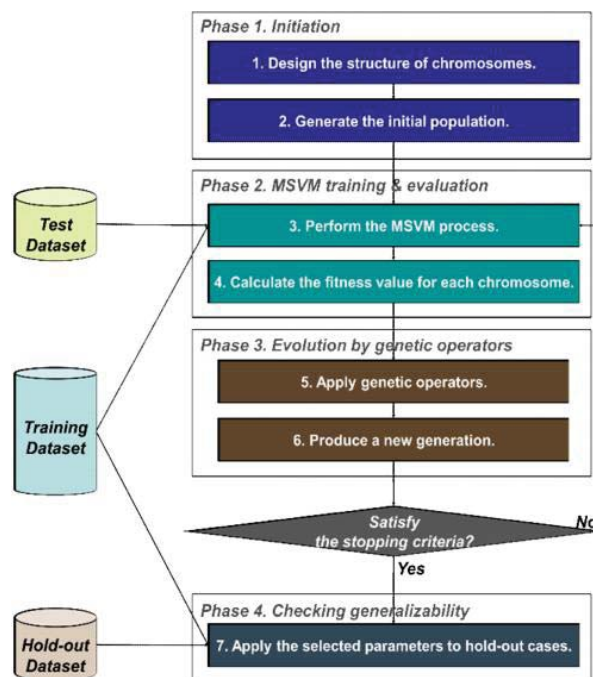 Phase 1. Initiation
1. Design the structure of chromosomes.
2. Generate the initial population.
Phase 2. MSVM training & evaluation
Test
Dataset
3. Perform the MSVM process.
4. Calculate the fitness value for each chromosome.
Phase 3. Evolution by genetic operators
5. Apply genetic operators.
Training
Dataset
6. Produce a new generation.
Satisfy
the stopping criteria?
No
Yes
Phase 4. Checking generalizability
Hold-out
Dataset
7. Apply the selected parameters to hold-out cases.